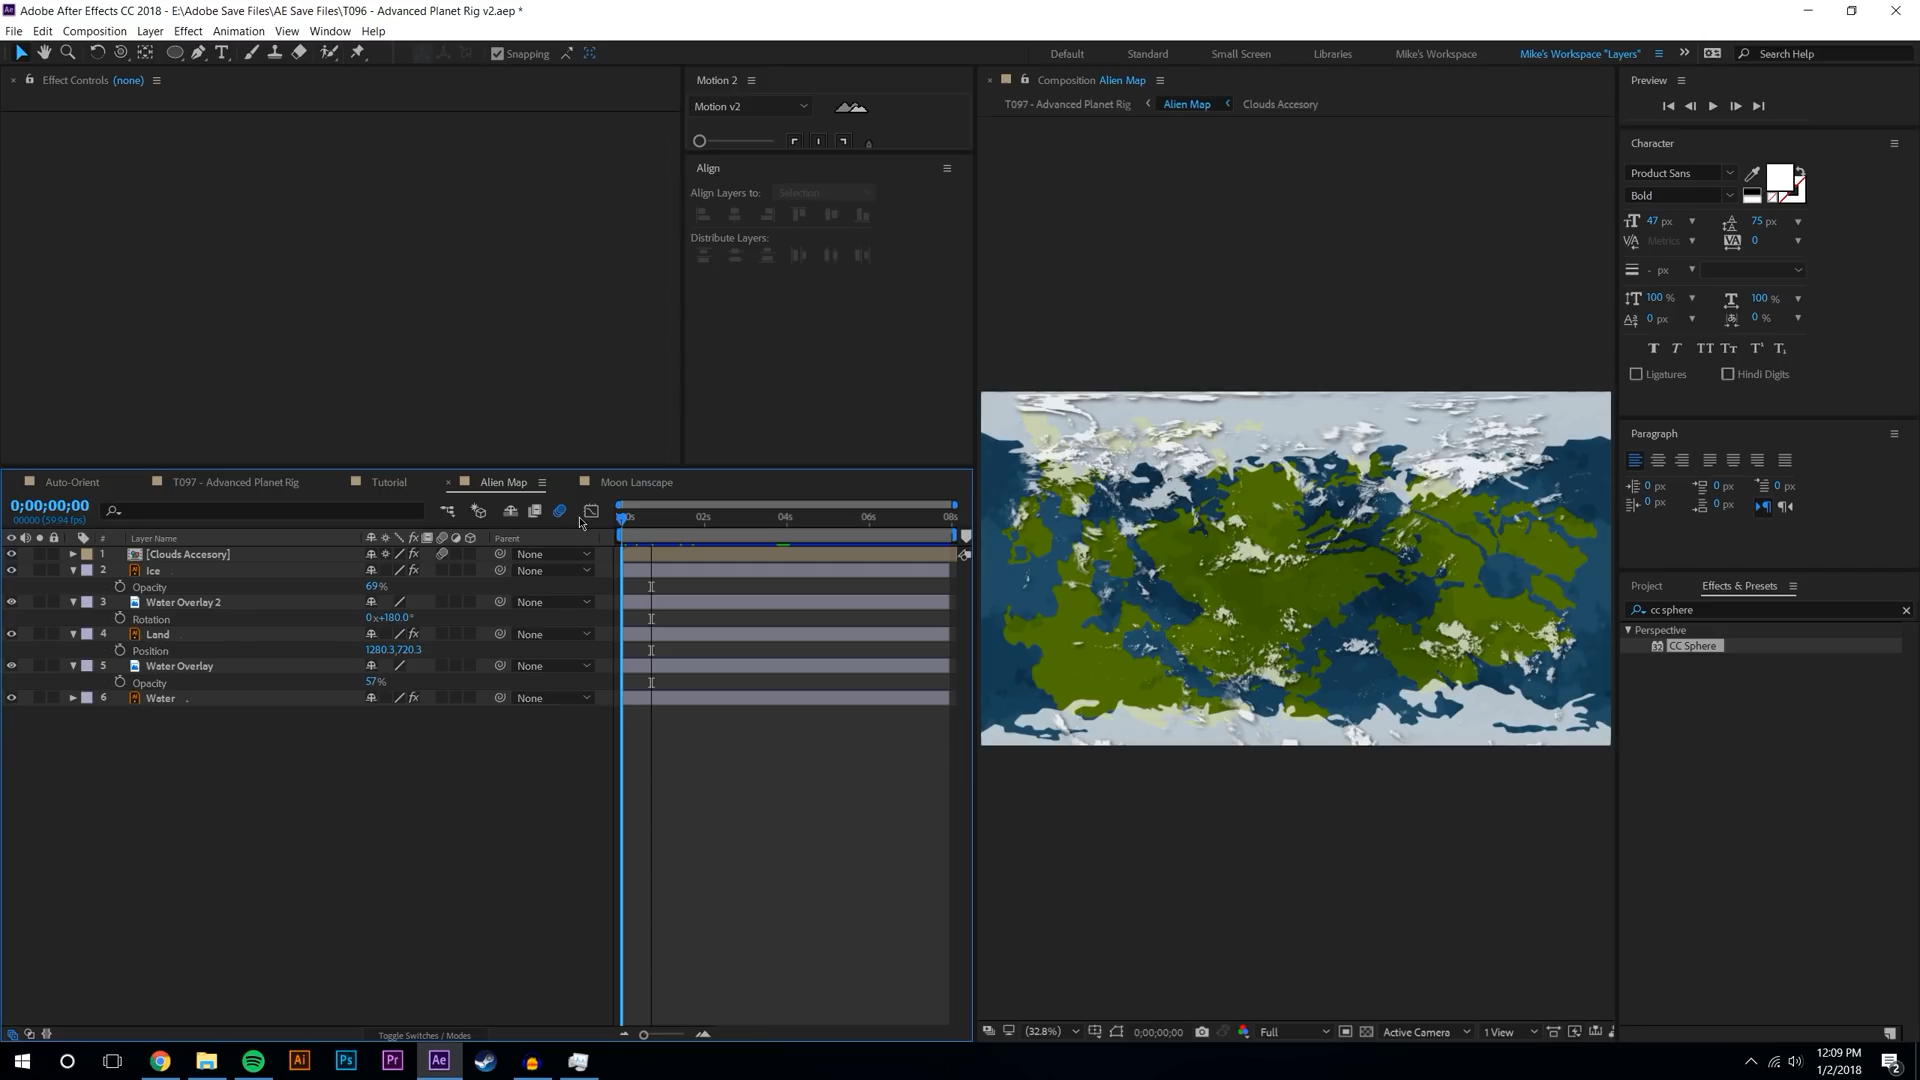 Adobe After Effects CC 2018 - E:\Adobe Save Files\AE Save Files\T096 - Advanced Planet Rig v2.aep *
File Edit Composition Layer Effect Animation View Window Help
Snapping
Default Standard Small Screen Libraries Mike's Workspace Mike's Workspace "Layers" Search Help
Effect Controls (none)
Motion 2
Motion v2
Align
Align Layers to: Selection
Distribute Layers:
Composition Alien Map
T097 - Advanced Planet Rig Alien Map Clouds Accesory
Preview
Character
Product Sans
Bold
47 px 75 px
Metrics 0
- px
100 % 100 %
0 px 0 %
Ligatures Hindi Digits
Paragraph
0 px 0 px 0 px
0 px 0 px
Project Effects & Presets
cc sphere
Perspective
CC Sphere
Auto-Orient T097 - Advanced Planet Rig Tutorial Alien Map Moon Lanscape
0;00;00;00
00000 (59.94 fps)
02s 04s 06s 08s
# Layer Name Parent
1 [Clouds Accesory] None
2 Ice None
Opacity 69 %
3 Water Overlay 2 None
Rotation 0x+180.0°
4 Land None
Position 1280.3,720.3
5 Water Overlay None
Opacity 57 %
6 Water None
Toggle Switches / Modes
(32.8%) 0;00;00;00 Full Active Camera 1 View
Ai Ps Pr Ae
12:09 PM
1/2/2018
2